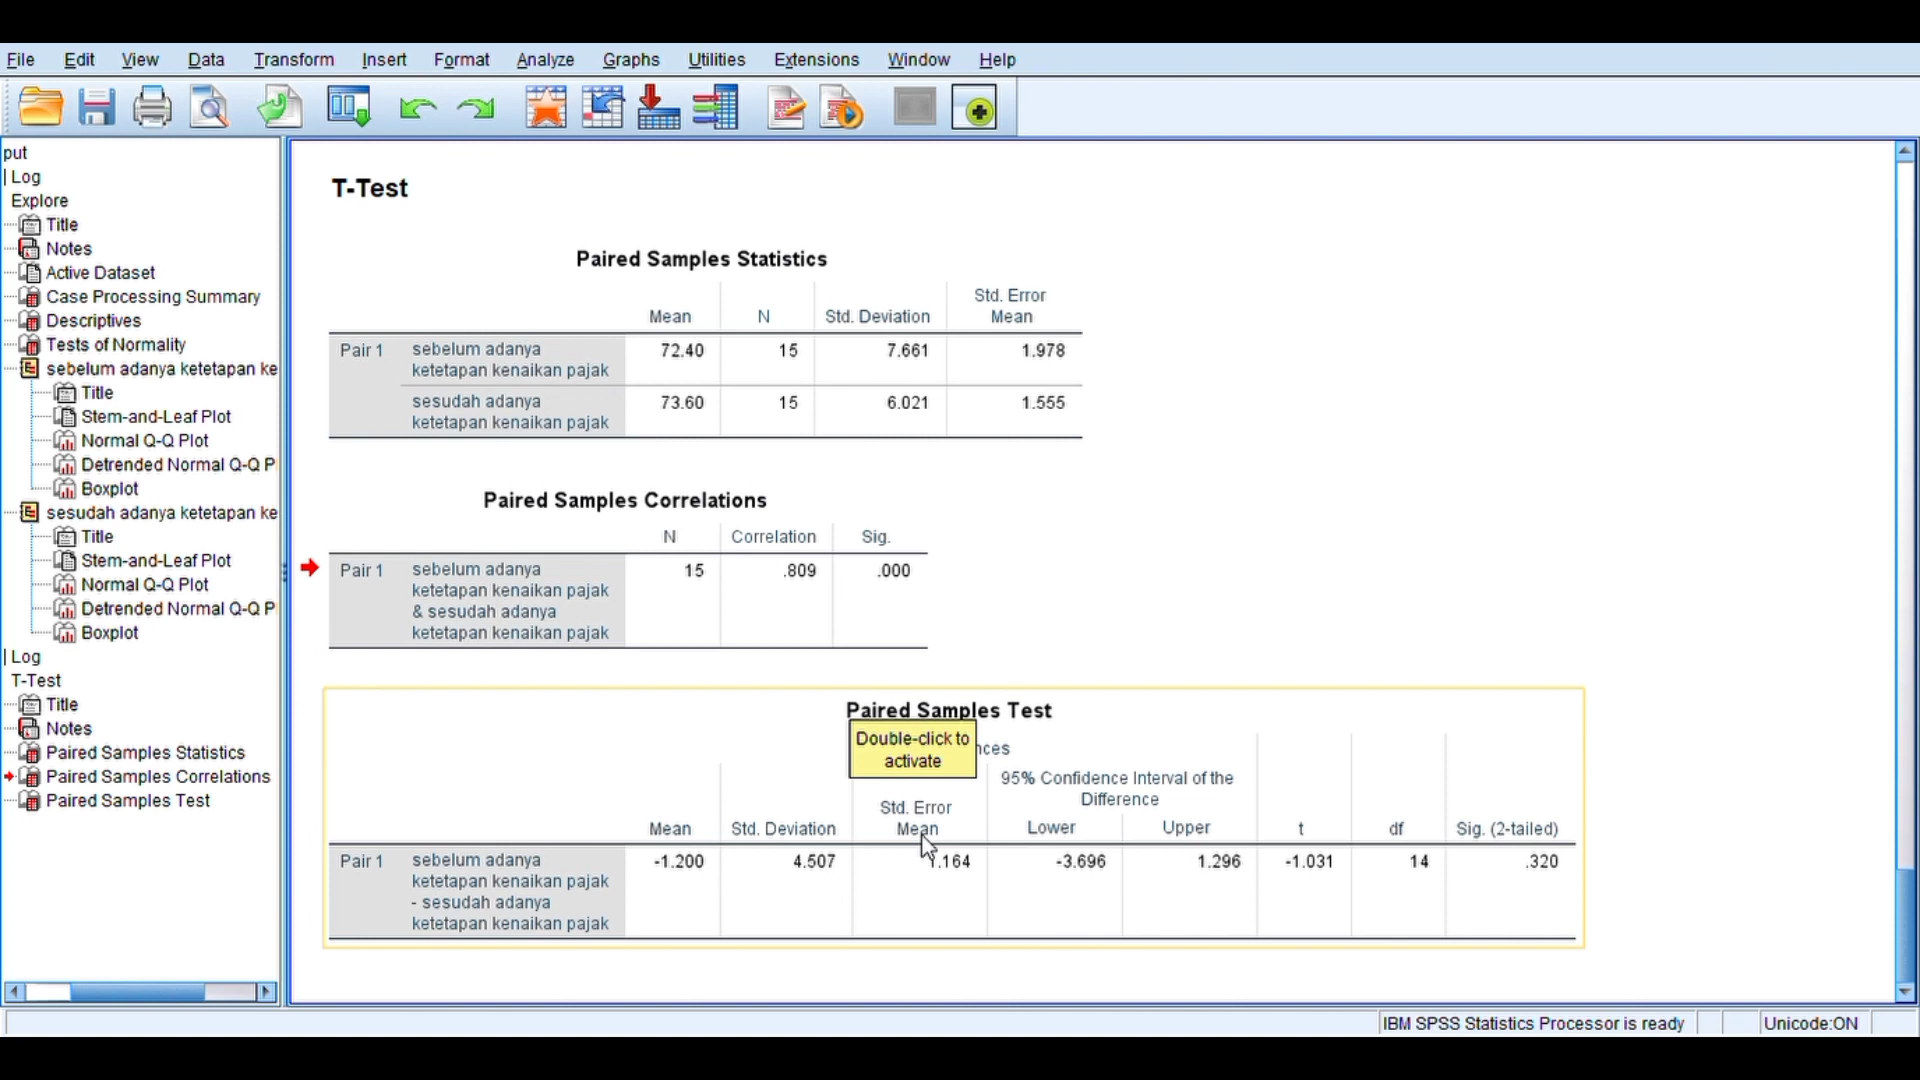 File Edit View Data Transform Insert Format Analyze Graphs Utilities Extensions Window Help
put
Log
Explore
Title
Notes
Active Dataset
Case Processing Summary
Descriptives
Tests of Normality
sebelum adanya ketetapan ke
Title
Stem-and-Leaf Plot
Normal Q-Q Plot
Detrended Normal Q-Q P
Boxplot
sesudah adanya ketetapan ke
Title
Stem-and-Leaf Plot
Normal Q-Q Plot
Detrended Normal Q-Q P
Boxplot
Log
T-Test
Title
Notes
Paired Samples Statistics
Paired Samples Correlations
Paired Samples Test
T-Test
Paired Samples Statistics
Std. Error
Mean N Std. Deviation Mean
Pair 1 sebelum adanya 72.40 15 7.661 1.978
ketetapan kenaikan pajak
sesudah adanya 73.60 15 6.021 1.555
ketetapan kenaikan pajak
Paired Samples Correlations
N Correlation Sig.
Pair 1 sebelum adanya 15 .809 .000
ketetapan kenaikan pajak
& sesudah adanya
ketetapan kenaikan pajak
Paired Samples Test
Double-click to
activate
nces
95% Confidence Interval of the
Difference
Std. Error
Mean Std. Deviation Mean Lower Upper t df Sig. (2-tailed)
Pair 1 sebelum adanya -1.200 4.507 1.164 -3.696 1.296 -1.031 14 .320
ketetapan kenaikan pajak
- sesudah adanya
ketetapan kenaikan pajak
IBM SPSS Statistics Processor is ready Unicode:ON